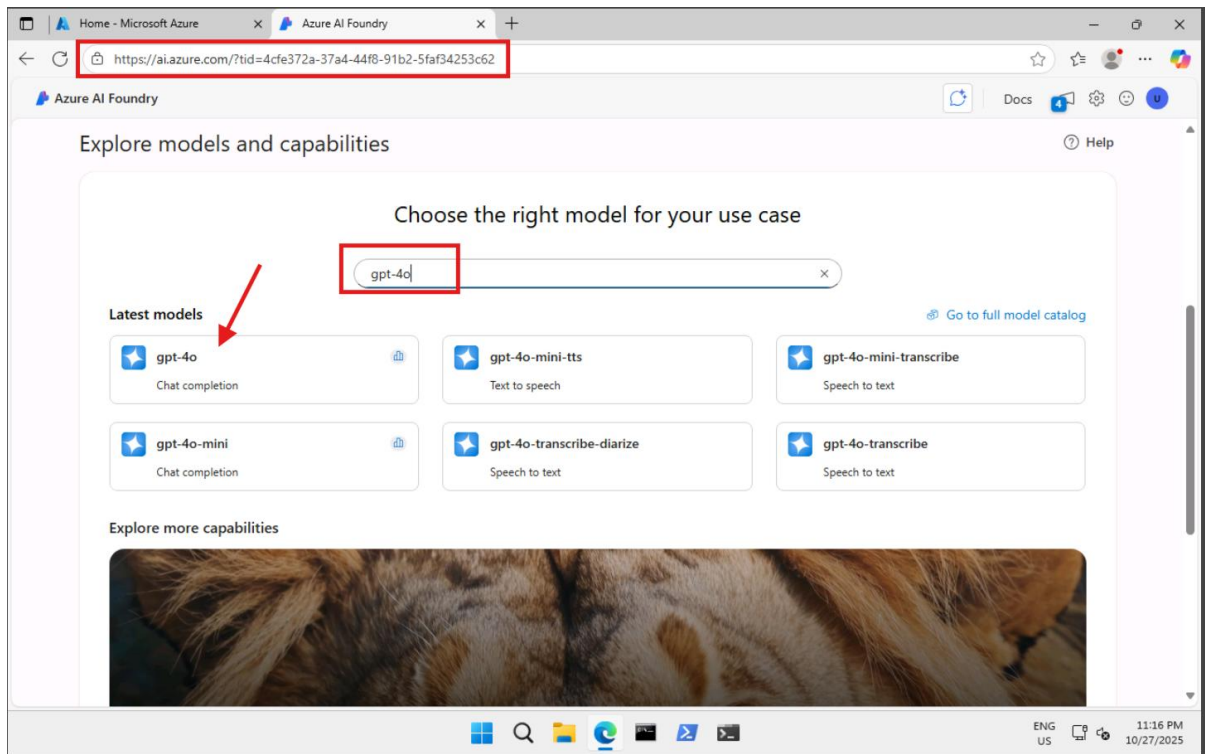 Home - Microsoft Azure
Azure AI Foundry
https://ai.azure.com/?tid=4cfe372a-37a4-44f8-91b2-5faf34253c62
Azure AI Foundry
Docs
4
U
Explore models and capabilities
Help
Choose the right model for your use case
gpt-4o
Latest models
Go to full model catalog
gpt-4o
Chat completion
gpt-4o-mini-tts
Text to speech
gpt-4o-mini-transcribe
Speech to text
gpt-4o-mini
Chat completion
gpt-4o-transcribe-diarize
Speech to text
gpt-4o-transcribe
Speech to text
Explore more capabilities
ENG
US
11:16 PM
10/27/2025